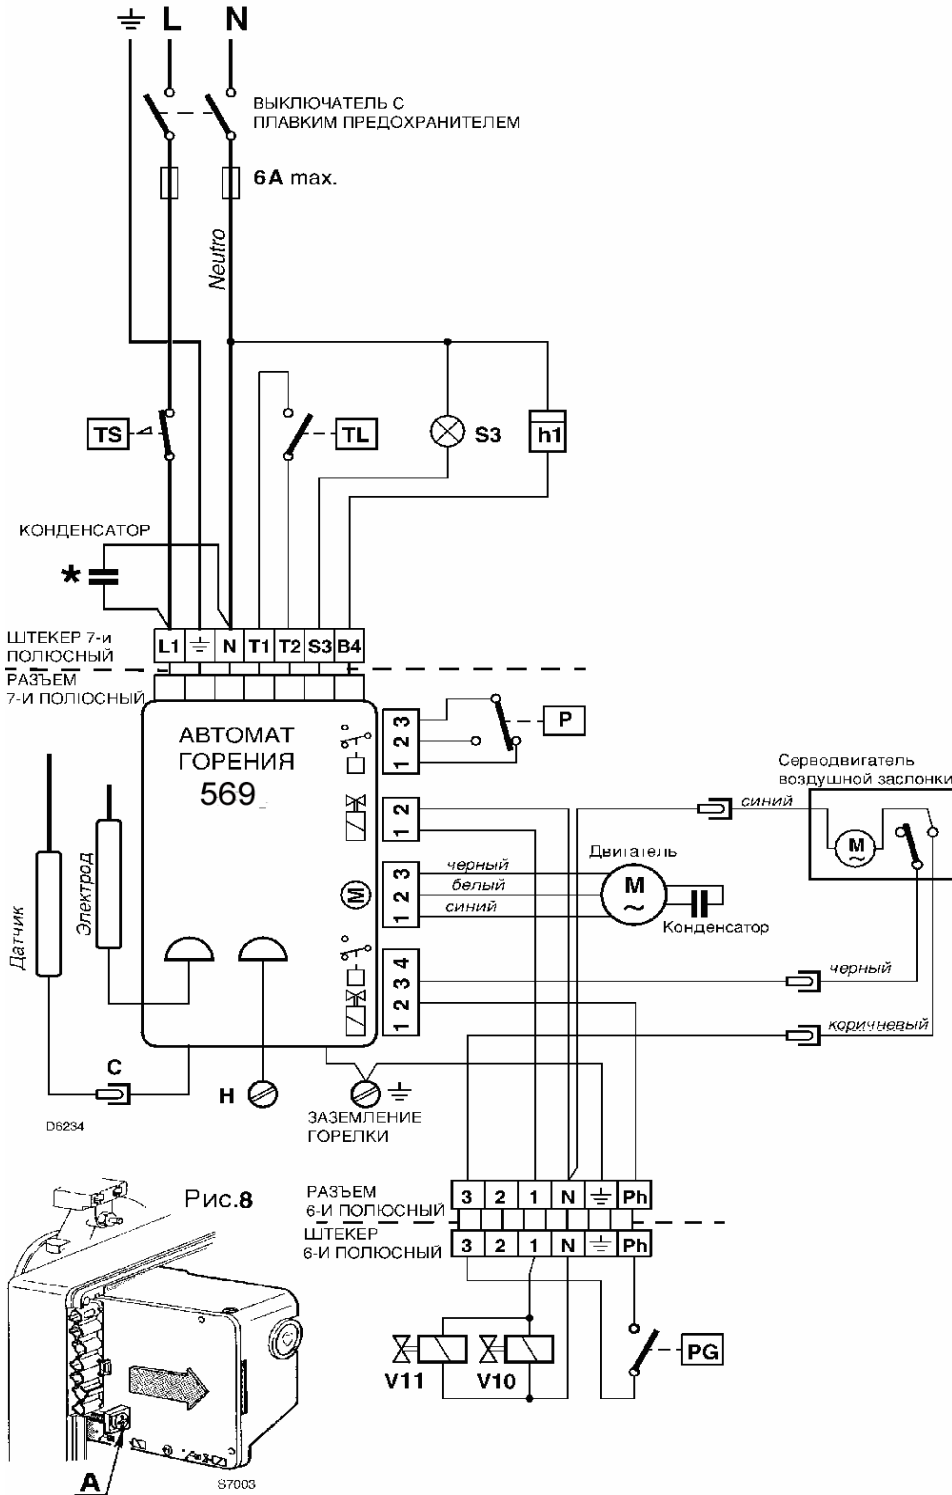 L N
ВЫКЛЮЧАТЕЛЬ С
ПЛАВКИМ ПРЕДОХРАНИТЕЛЕМ
6A max.
Neutro
TS
TL
S3
h1
КОНДЕНСАТОР
*
ШТЕКЕР 7-и
ПОЛЮСНЫЙ
L1 N T1 T2 S3 B4
РАЗЪЕМ
7-И ПОЛЮСНЫЙ
АВТОМАТ
ГОРЕНИЯ
569
1 2 3
P
Серводвигатель
воздушной заслонки
синий
M
~
1 2
Двигатель
черный
белый
синий
M
1 2 3
M
~
Конденсатор
Датчик
Электрод
1 2 3 4
черный
коричневый
C
H
ЗАЗЕМЛЕНИЕ
ГОРЕЛКИ
D6234
Рис.8
РАЗЪЕМ
6-И ПОЛЮСНЫЙ
3 2 1 N Ph
ШТЕКЕР
6-И ПОЛЮСНЫЙ
3 2 1 N Ph
V11
V10
PG
A
S7003